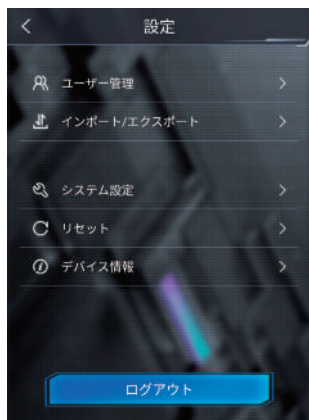 設定
ユーザー管理
インポート/エクスポート
システム設定
リセット
デバイス情報
ログアウト